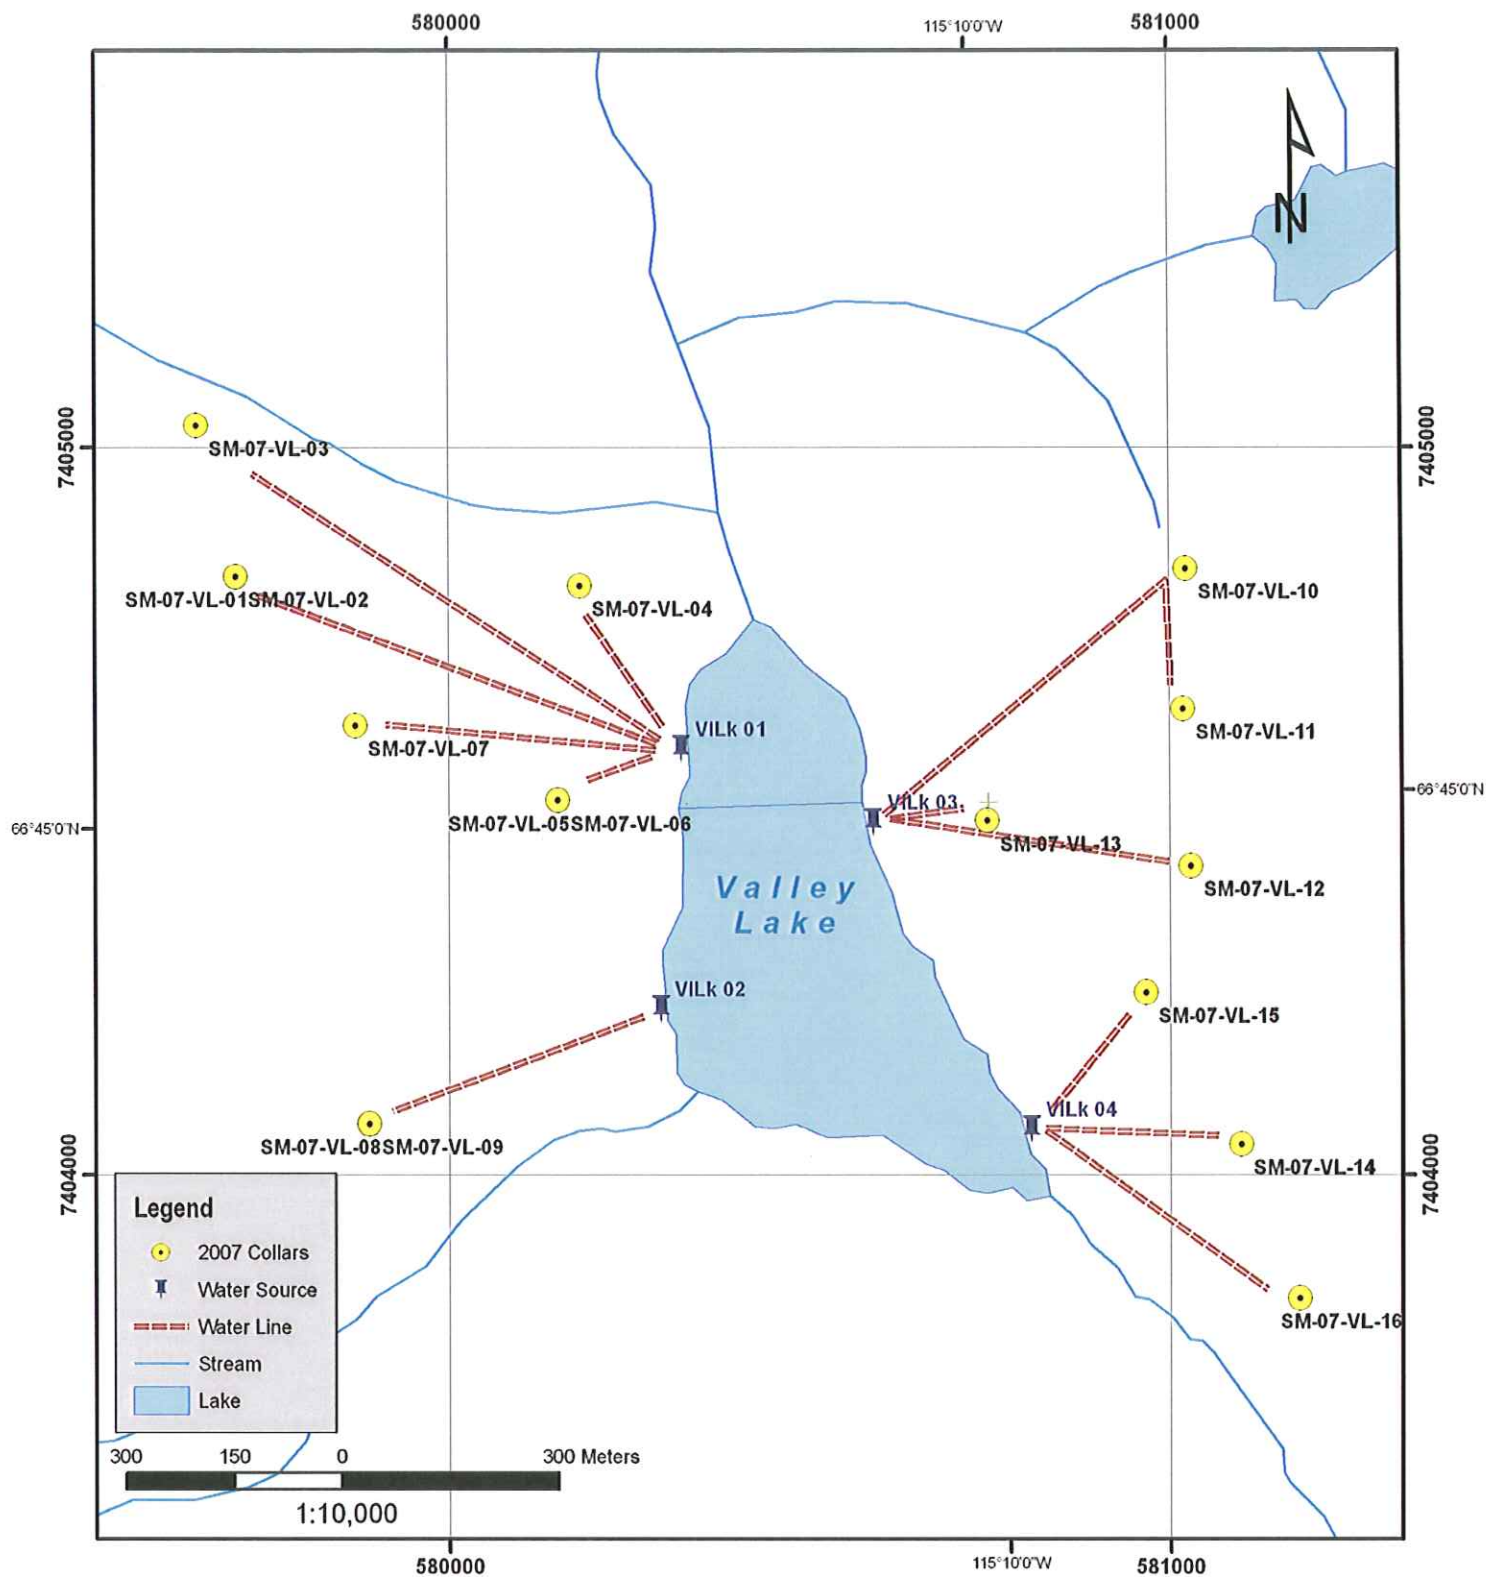 580000
115°10'0"W
581000
N
7405000
7405000
SM-07-VL-03
SM-07-VL-10
SM-07-VL-01SM-07-VL-02
SM-07-VL-04
SM-07-VL-11
VlLk 01
SM-07-VL-07
66°45'0"N
VlLk 03
SM-07-VL-05SM-07-VL-06
66°45'0"N
SM-07-VL-13
SM-07-VL-12
Valley
Lake
VlLk 02
SM-07-VL-15
VlLk 04
SM-07-VL-08SM-07-VL-09
SM-07-VL-14
7404000
7404000
Legend
2007 Collars
Water Source
Water Line
Stream
Lake
SM-07-VL-16
300 150 0 300 Meters
1:10,000
580000
115°10'0"W
581000